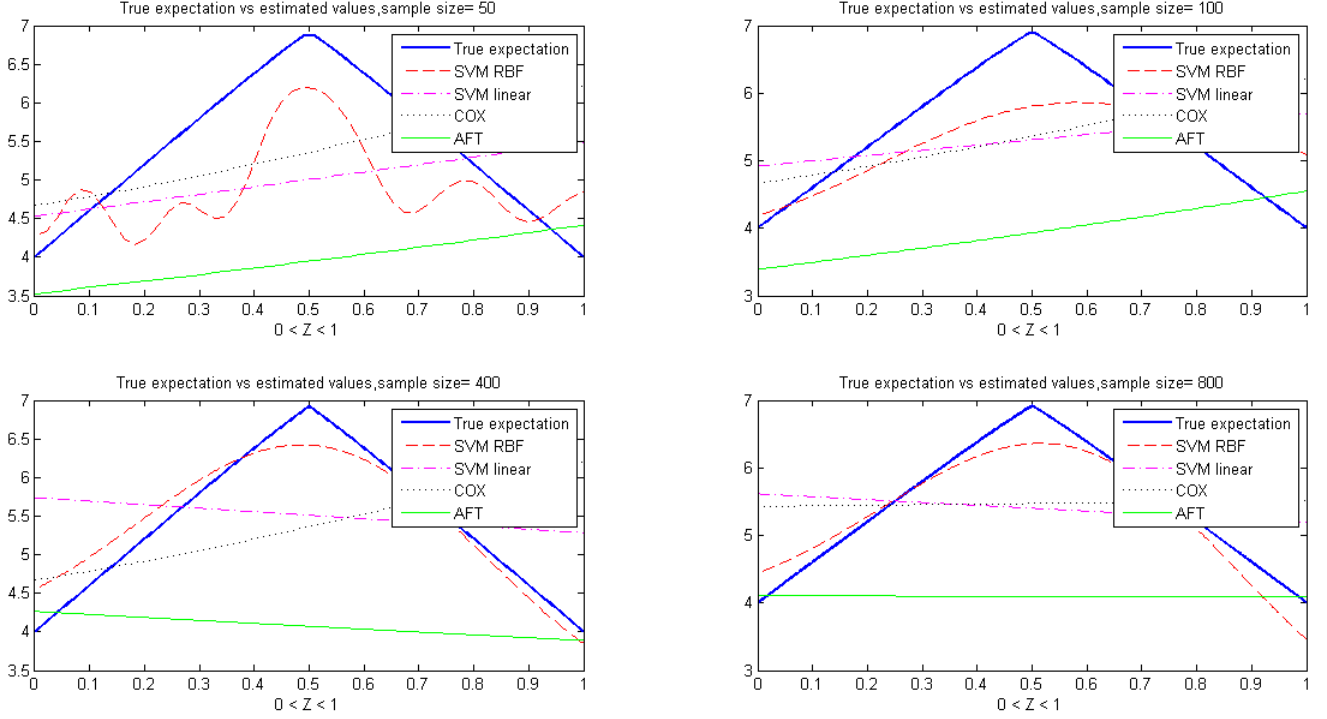 True expectation vs estimated values,sample size= 50
7
6.5
6
5.5
5
4.5
4
3.5
0 0.1 0.2 0.3 0.4 0.5 0.6 0.7 0.8 0.9 1
0 < Z < 1
True expectation
SVM RBF
SVM linear
COX
AFT
True expectation vs estimated values,sample size= 100
7
6
5
4
3
0 0.1 0.2 0.3 0.4 0.5 0.6 0.7 0.8 0.9 1
0 < Z < 1
True expectation
SVM RBF
SVM linear
COX
AFT
True expectation vs estimated values,sample size= 400
7
6.5
6
5.5
5
4.5
4
3.5
0 0.1 0.2 0.3 0.4 0.5 0.6 0.7 0.8 0.9 1
0 < Z < 1
True expectation
SVM RBF
SVM linear
COX
AFT
True expectation vs estimated values,sample size= 800
7
6
5
4
3
0 0.1 0.2 0.3 0.4 0.5 0.6 0.7 0.8 0.9 1
0 < Z < 1
True expectation
SVM RBF
SVM linear
COX
AFT